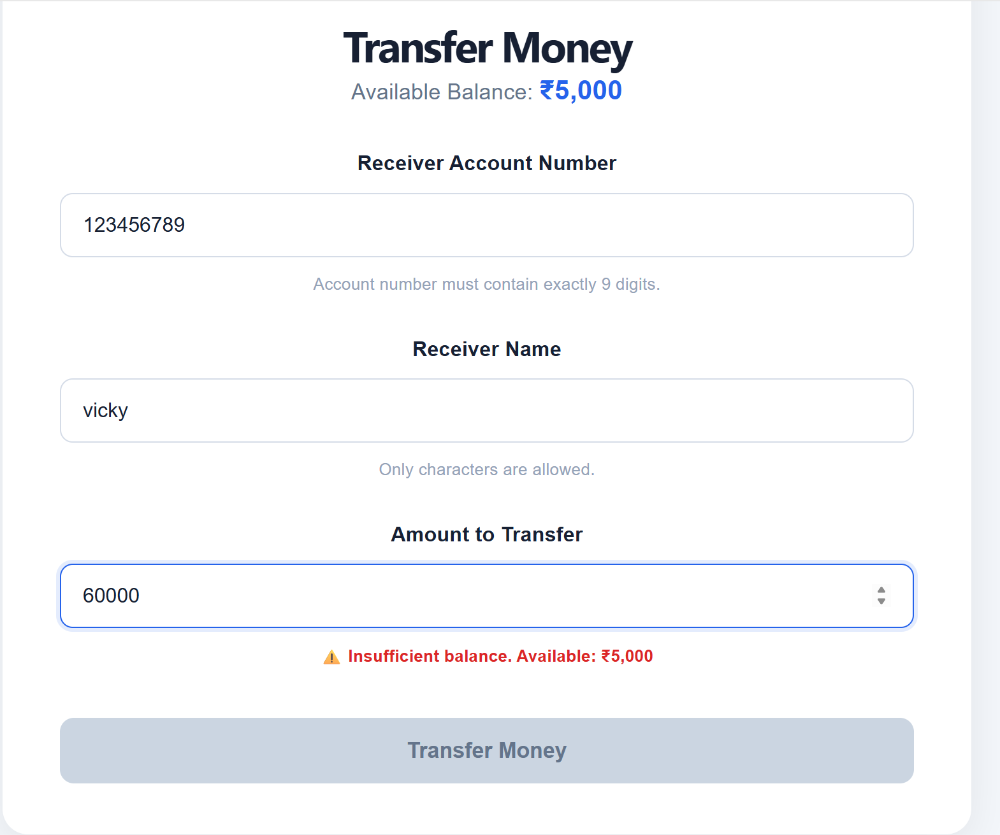 Transfer Money
Available Balance: ₹5,000
Receiver Account Number
123456789
Account number must contain exactly 9 digits.
Receiver Name
vicky
Only characters are allowed.
Amount to Transfer
60000
⚠️ Insufficient balance. Available: ₹5,000
Transfer Money